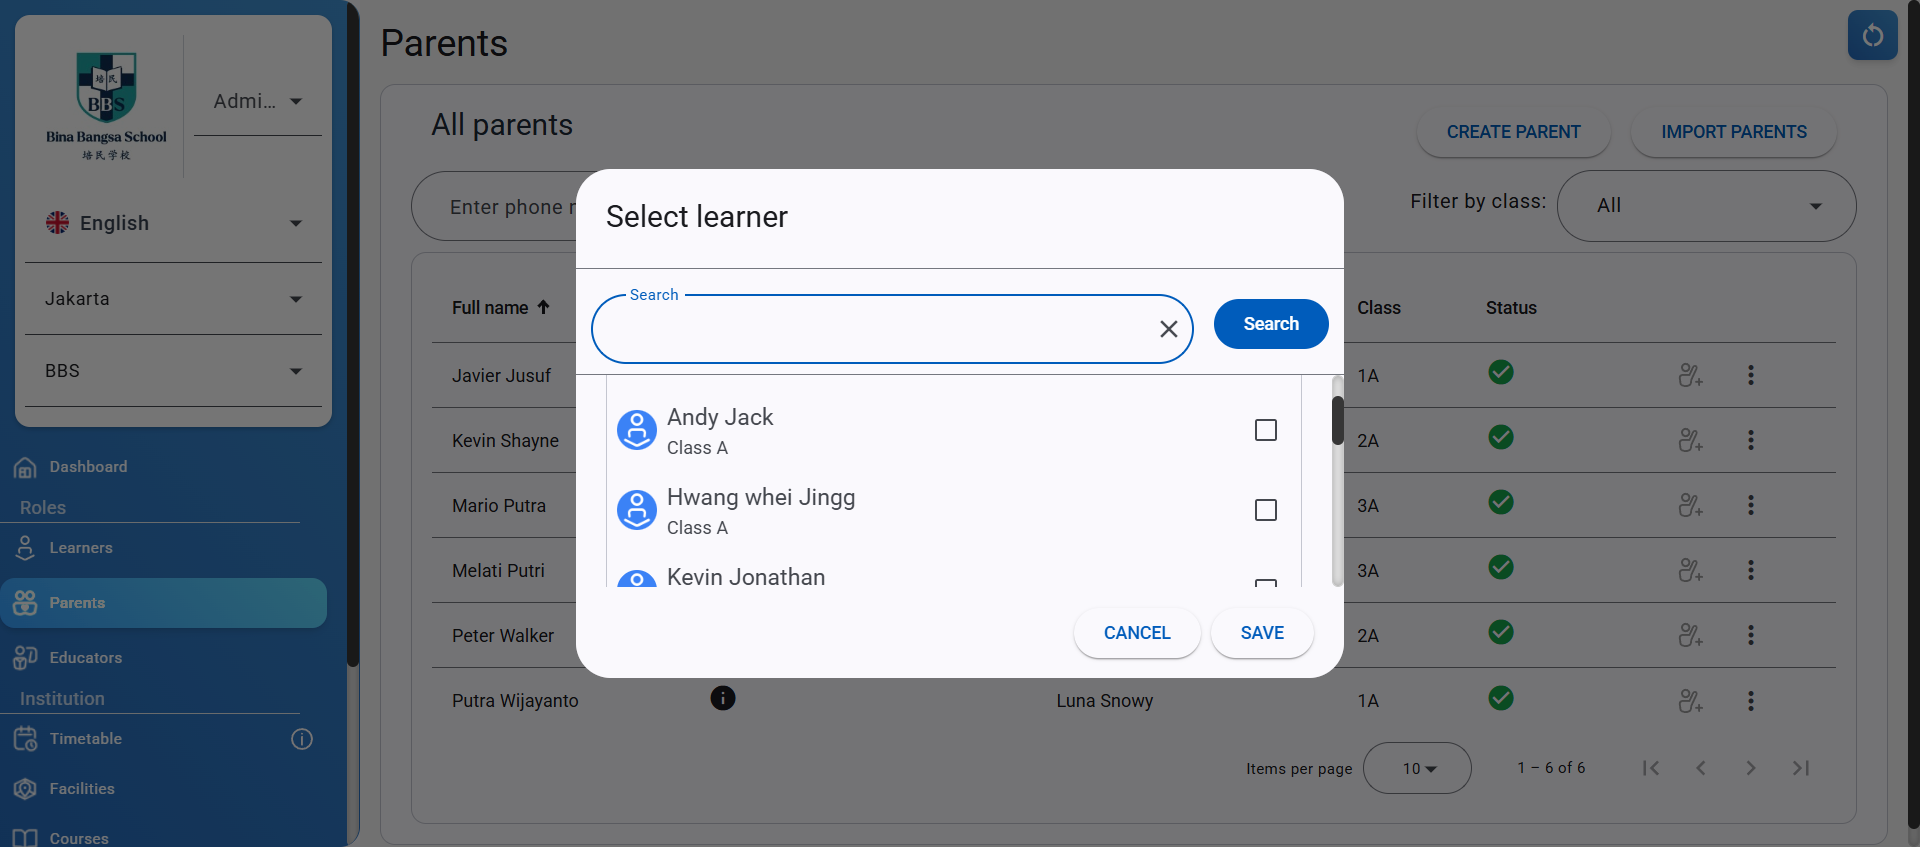 培民
BBS
Bina Bangsa School
培民学校
Admi...
English
Jakarta
BBS
Dashboard
Roles
Learners
Parents
Educators
Institution
Timetable
Facilities
Courses
Parents
All parents
CREATE PARENT
IMPORT PARENTS
Enter phone
Filter by class:
All
Full name
Class
Status
Javier Jusuf
1A
Kevin Shayne
2A
Mario Putra
3A
Melati Putri
3A
Peter Walker
2A
Putra Wijayanto
Luna Snowy
1A
Items per page
10
1 – 6 of 6
Select learner
Search
Search
Andy Jack
Class A
Hwang whei Jingg
Class A
Kevin Jonathan
CANCEL
SAVE